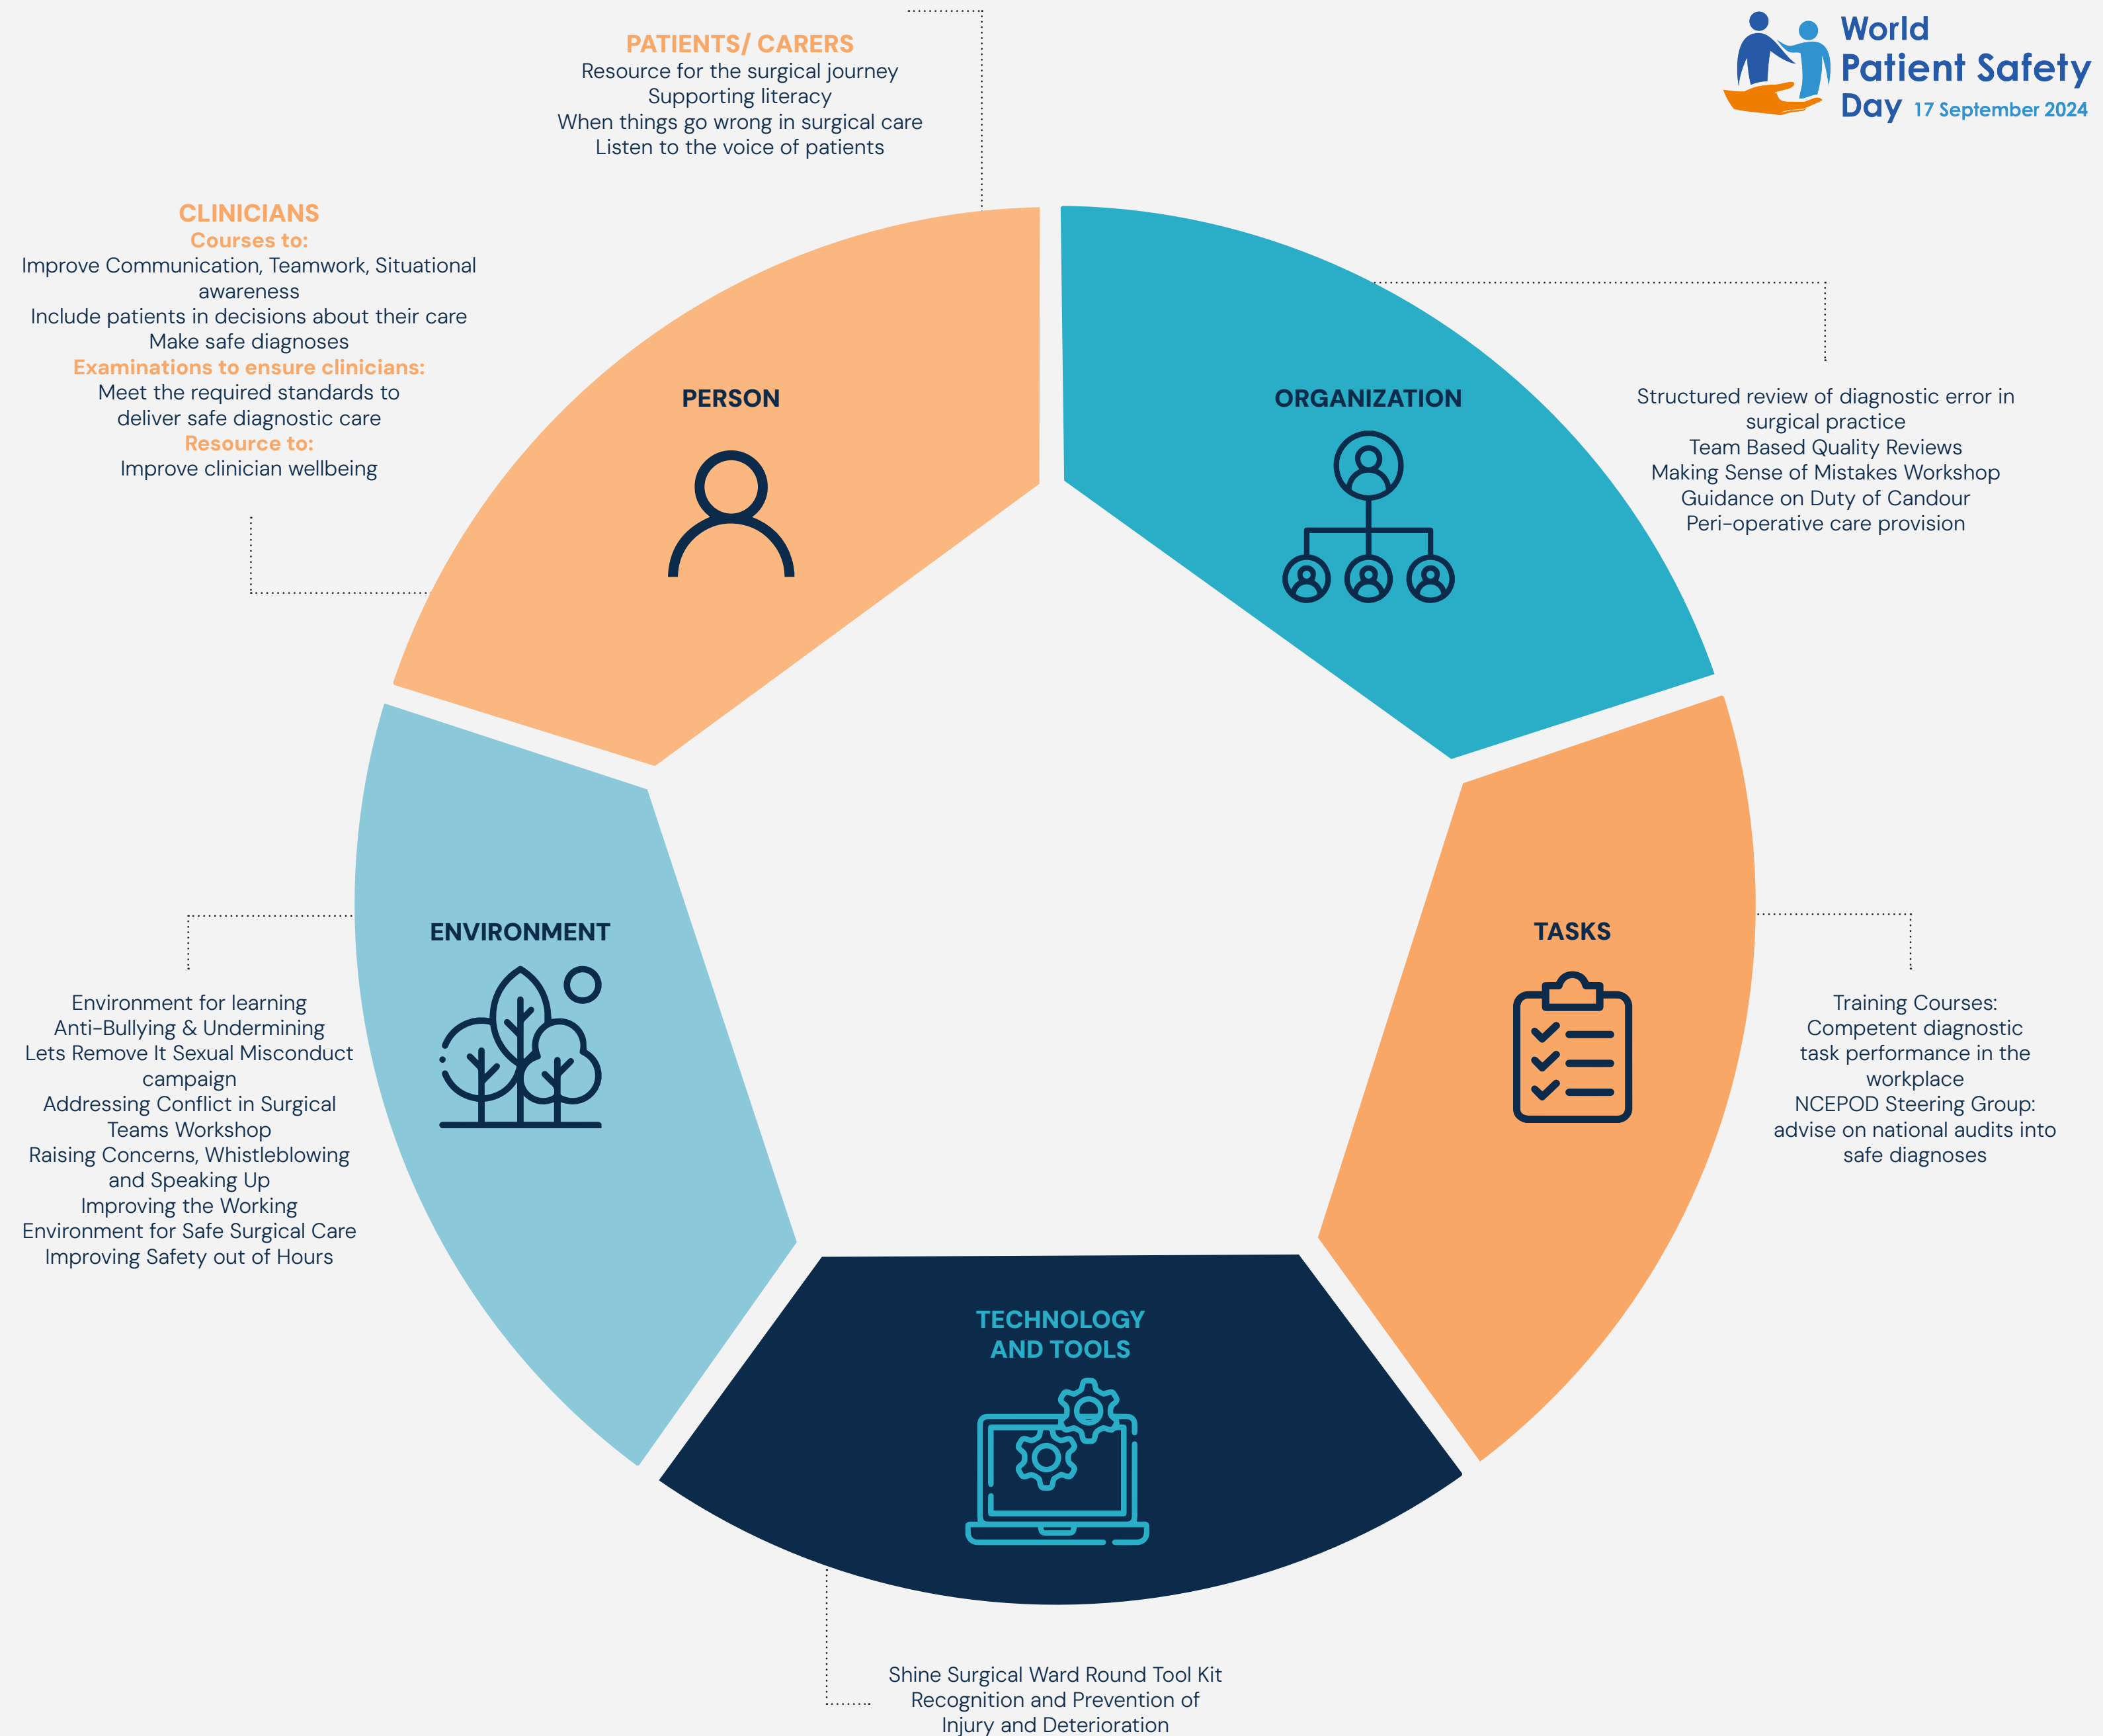 World
Patient Safety
Day 17 September 2024
PATIENTS/ CARERS
Resource for the surgical journey
Supporting literacy
When things go wrong in surgical care
Listen to the voice of patients
CLINICIANS
Courses to:
Improve Communication, Teamwork, Situational
awareness
Include patients in decisions about their care
Make safe diagnoses
Examinations to ensure clinicians:
Meet the required standards to
deliver safe diagnostic care
Resource to:
Improve clinician wellbeing
PERSON
ORGANIZATION
Structured review of diagnostic error in
surgical practice
Team Based Quality Reviews
Making Sense of Mistakes Workshop
Guidance on Duty of Candour
Peri-operative care provision
ENVIRONMENT
Environment for learning
Anti-Bullying & Undermining
Lets Remove It Sexual Misconduct
campaign
Addressing Conflict in Surgical
Teams Workshop
Raising Concerns, Whistleblowing
and Speaking Up
Improving the Working
Environment for Safe Surgical Care
Improving Safety out of Hours
TASKS
Training Courses:
Competent diagnostic
task performance in the
workplace
NCEPOD Steering Group:
advise on national audits into
safe diagnoses
TECHNOLOGY
AND TOOLS
Shine Surgical Ward Round Tool Kit
Recognition and Prevention of
Injury and Deterioration